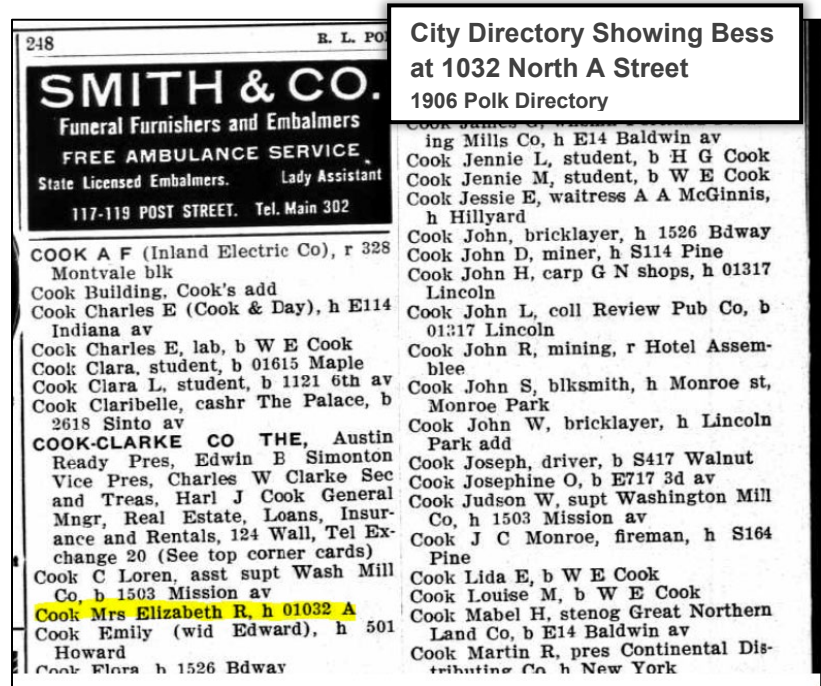 248
R. L. PO
City Directory Showing Bess
at 1032 North A Street
1906 Polk Directory
SMITH & CO.
Funeral Furnishers and Embalmers
FREE AMBULANCE SERVICE
State Licensed Embalmers. Lady Assistant
117-119 POST STREET. Tel. Main 302
COOK A F (Inland Electric Co), r 328
Montvale blk
Cook Building, Cook's add
Cook Charles E (Cook & Day), h E114
Indiana av
Cock Charles E, lab, b W E Cook
Cook Clara, student, b 01615 Maple
Cook Clara L, student, b 1121 6th av
Cook Claribelle, cashr The Palace, b
2618 Sinto av
COOK-CLARKE CO THE, Austin
Ready Pres, Edwin B Simonton
Vice Pres, Charles W Clarke Sec
and Treas, Harl J Cook General
Mngr, Real Estate, Loans, Insur-
ance and Rentals, 124 Wall, Tel Ex-
change 20 (See top corner cards)
Cook C Loren, asst supt Wash Mill
Co, b 1503 Mission av
Cook Mrs Elizabeth R, h 01032 A
Cook Emily (wid Edward), h 501
Howard
Cook Flora, h 1526 Bdway
Cook James G,
ing Mills Co, h E14 Baldwin av
Cook Jennie L, student, b H G Cook
Cook Jennie M, student, b W E Cook
Cook Jessie E, waitress A A McGinnis,
h Hillyard
Cook John, bricklayer, h 1526 Bdway
Cook John D, miner, h S114 Pine
Cook John H, carp G N shops, h 01317
Lincoln
Cook John L, coll Review Pub Co, b
01317 Lincoln
Cook John R, mining, r Hotel Assem-
blee
Cook John S, blksmith, h Monroe st,
Monroe Park
Cook John W, bricklayer, h Lincoln
Park add
Cook Joseph, driver, b S417 Walnut
Cook Josephine O, b E717 3d av
Cook Judson W, supt Washington Mill
Co, h 1503 Mission av
Cook J C Monroe, fireman, h S164
Pine
Cook Lida E, b W E Cook
Cook Louise M, b W E Cook
Cook Mabel H, stenog Great Northern
Land Co, b E14 Baldwin av
Cook Martin R, pres Continental Dis-
tributing Co, h New York